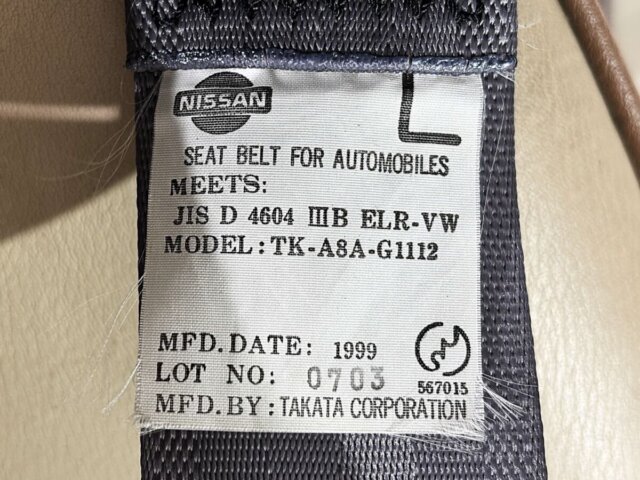 NISSAN
L
SEAT BELT FOR AUTOMOBILES
MEETS:
JIS D 4604 ⅢB ELR-VW
MODEL:TK-A8A-G1112
MFD.DATE: 1999
LOT NO: 0703
567015
MFD.BY:TAKATA CORPORATION